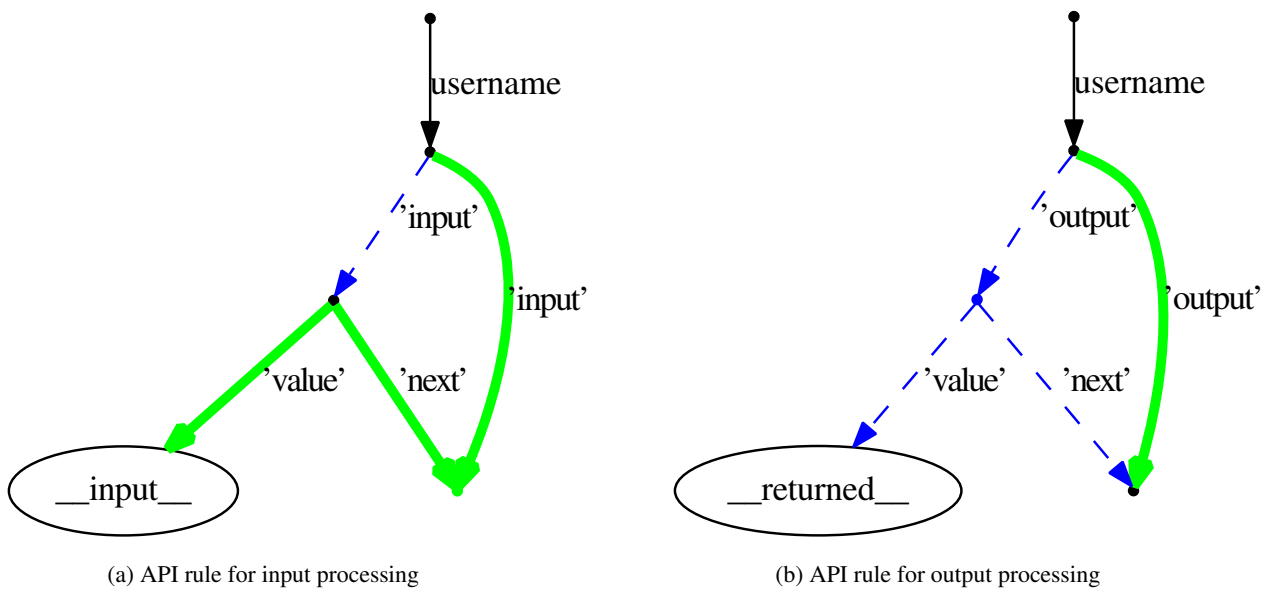 username
’input’
’input’
’value’
’next’
__input__
(a) API rule for input processing
username
’output’
’output’
’value’
’next’
__returned__
(b) API rule for output processing